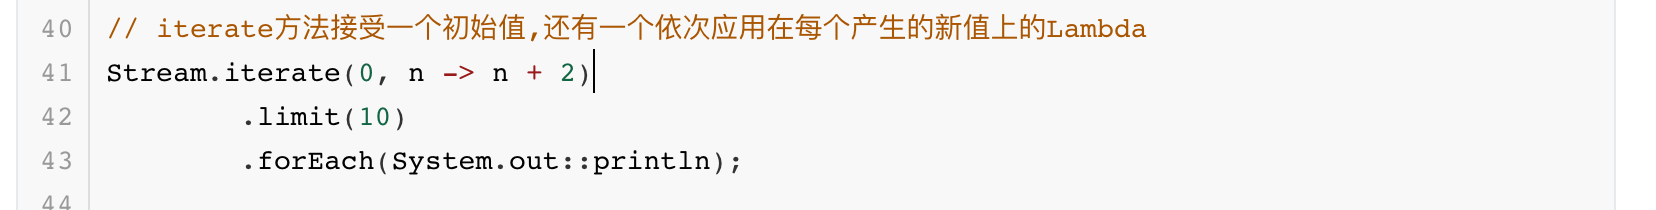 40 // iterate方法接受一个初始值,还有一个依次应用在每个产生的新值上的Lambda
41 Stream.iterate(0, n -> n + 2)
42 .limit(10)
43 .forEach(System.out::println);
44